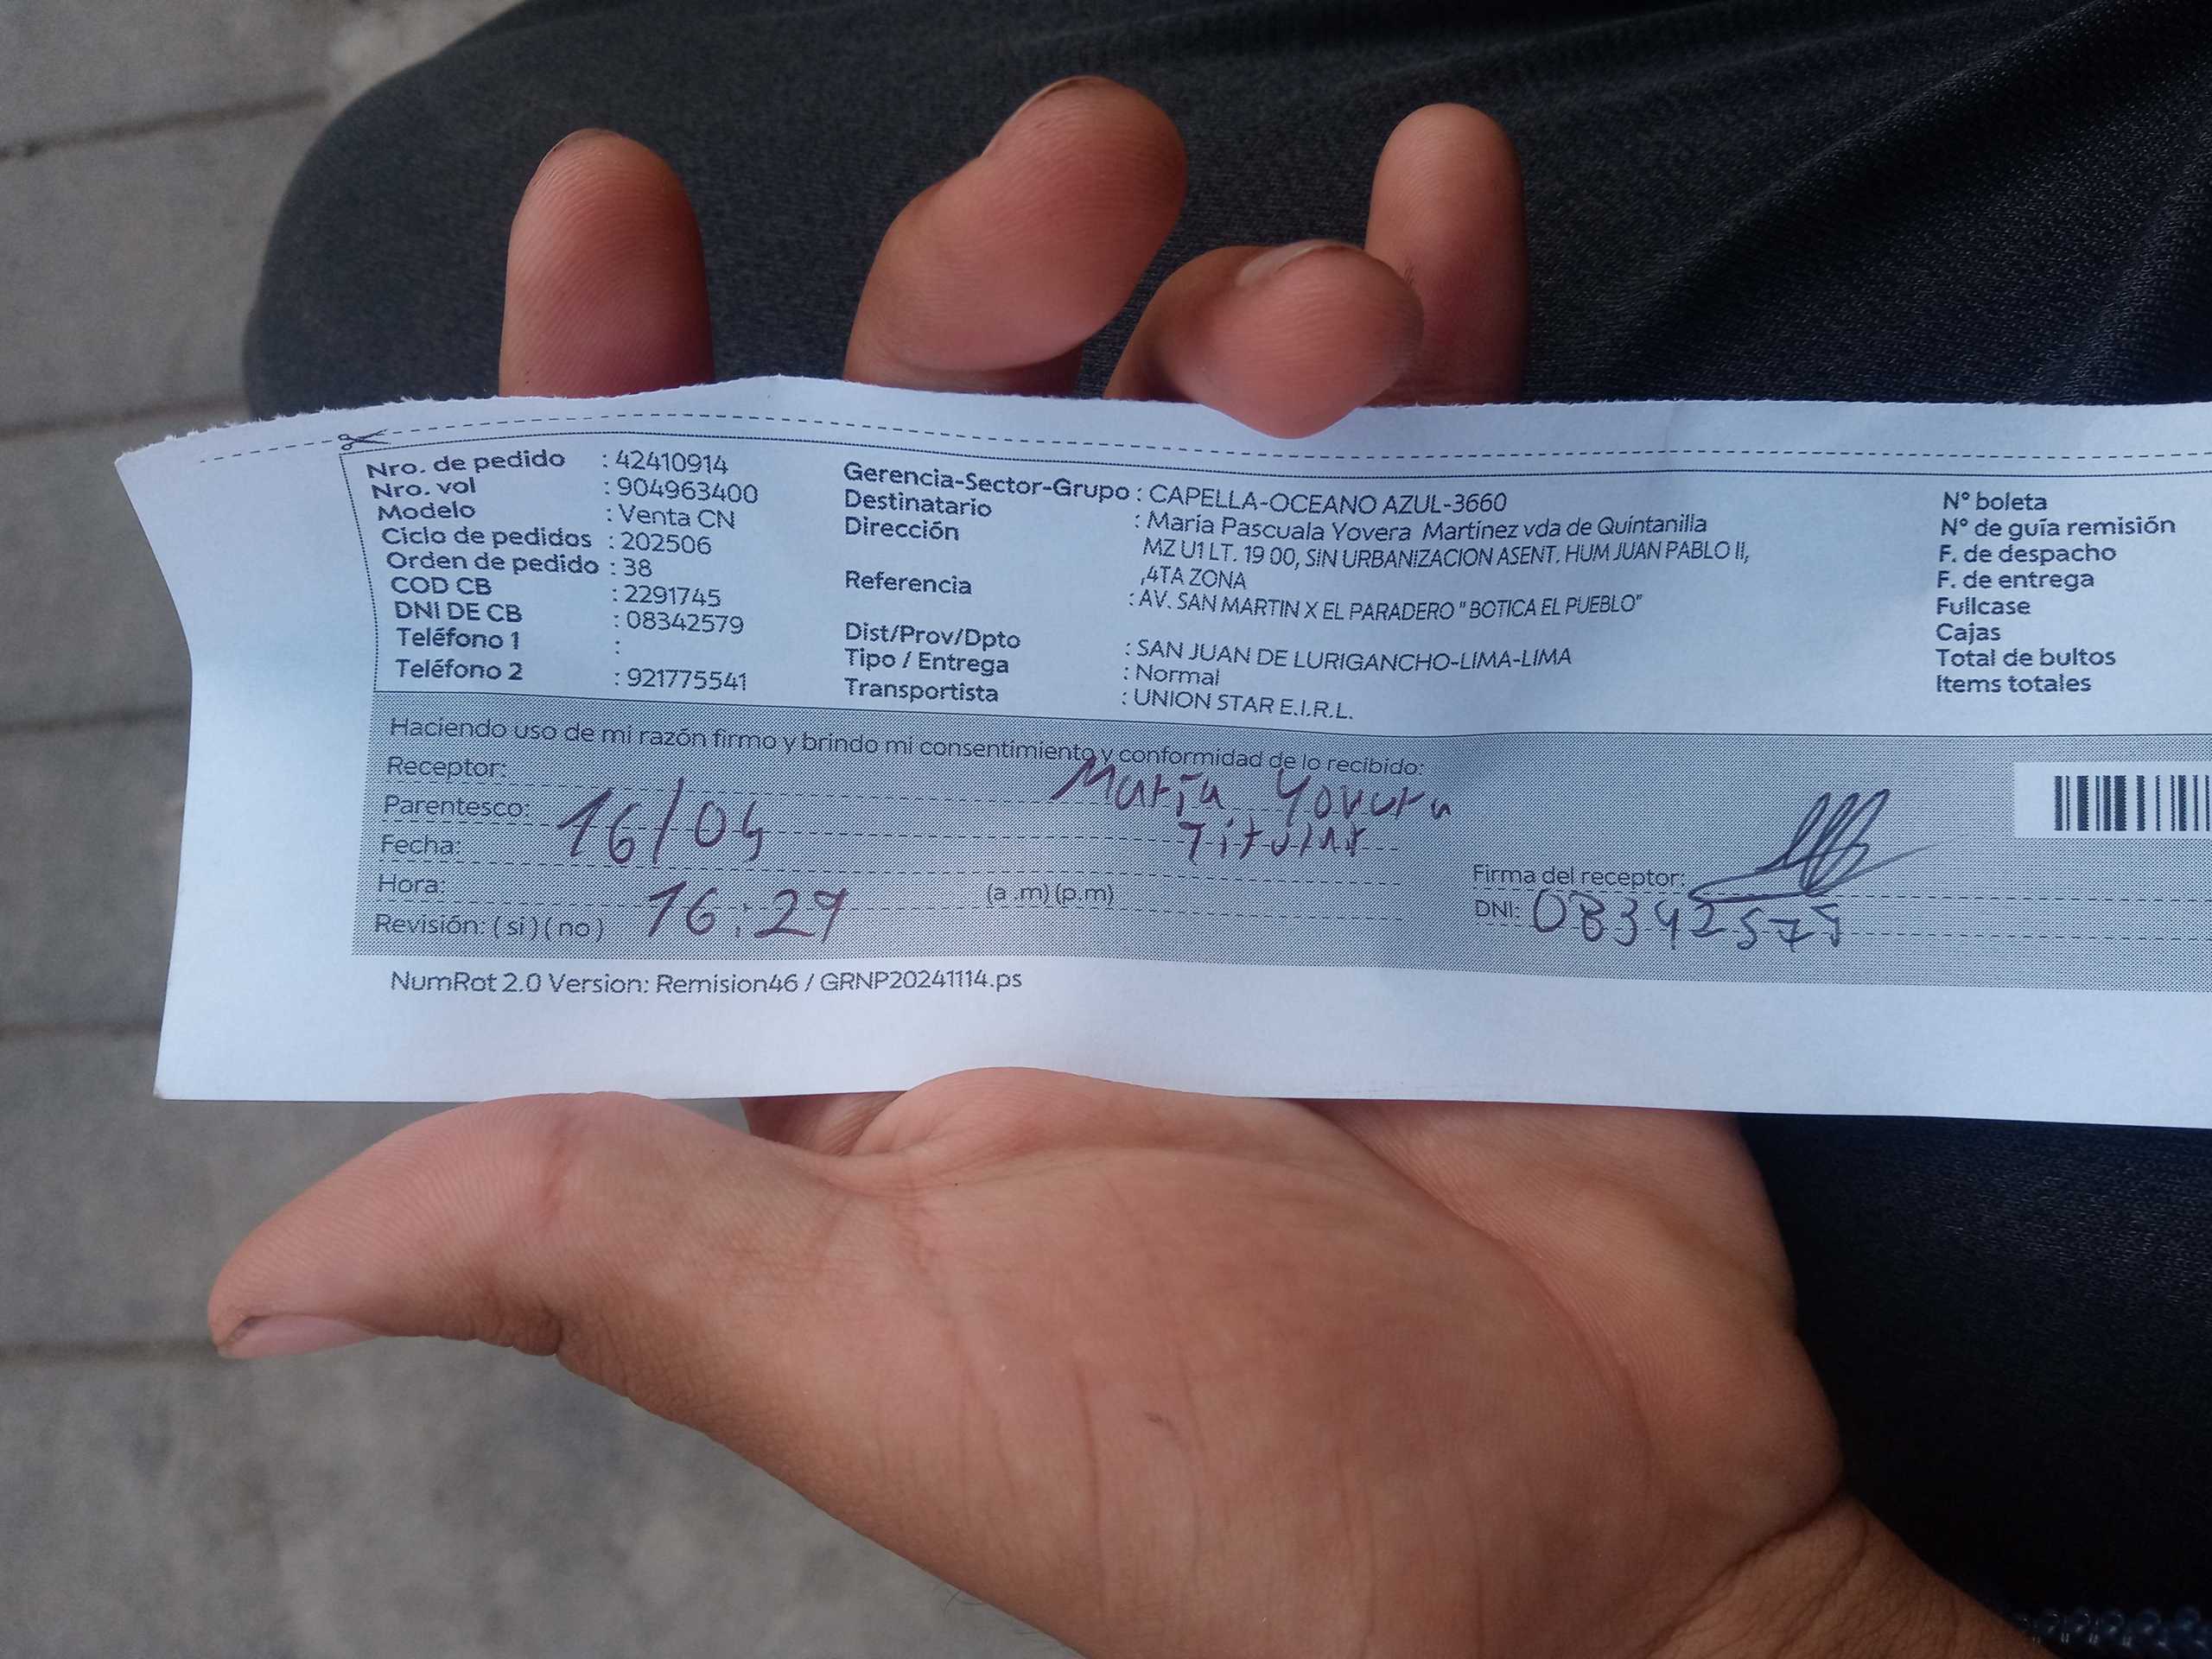 Nro. de pedido : 42410914
Nro. vol : 904963400
Modelo : Venta CN
Ciclo de pedidos : 202506
Orden de pedido : 38
COD CB : 2291745
DNI DE CB : 08342579
Teléfono 1 :
Teléfono 2 : 921775541
Gerencia-Sector-Grupo : CAPELLA-OCEANO AZUL-3660
Destinatario : María Pascuala Yovera Martínez vda de Quintanilla
Dirección MZ U1 LT. 19 00, SIN URBANIZACION ASENT. HUM JUAN PABLO II,
,4TA ZONA
Referencia : AV. SAN MARTIN X EL PARADERO "BOTICA EL PUEBLO"
Dist/Prov/Dpto : SAN JUAN DE LURIGANCHO-LIMA-LIMA
Tipo / Entrega : Normal
Transportista : UNION STAR E.I.R.L.
N° boleta
N° de guía remisión
F. de despacho
F. de entrega
Fullcase
Cajas
Total de bultos
Items totales
Haciendo uso de mi razón firmo y brindo mi consentimiento y conformidad de lo recibido:
Receptor: María Yovera
Parentesco: Titular
Fecha: 16/04
Hora: 16:27 (a .m) (p.m)
Revisión: (si) (no)
Firma del receptor:
DNI: 08342579
NumRot 2.0 Version: Remision46 / GRNP20241114.ps